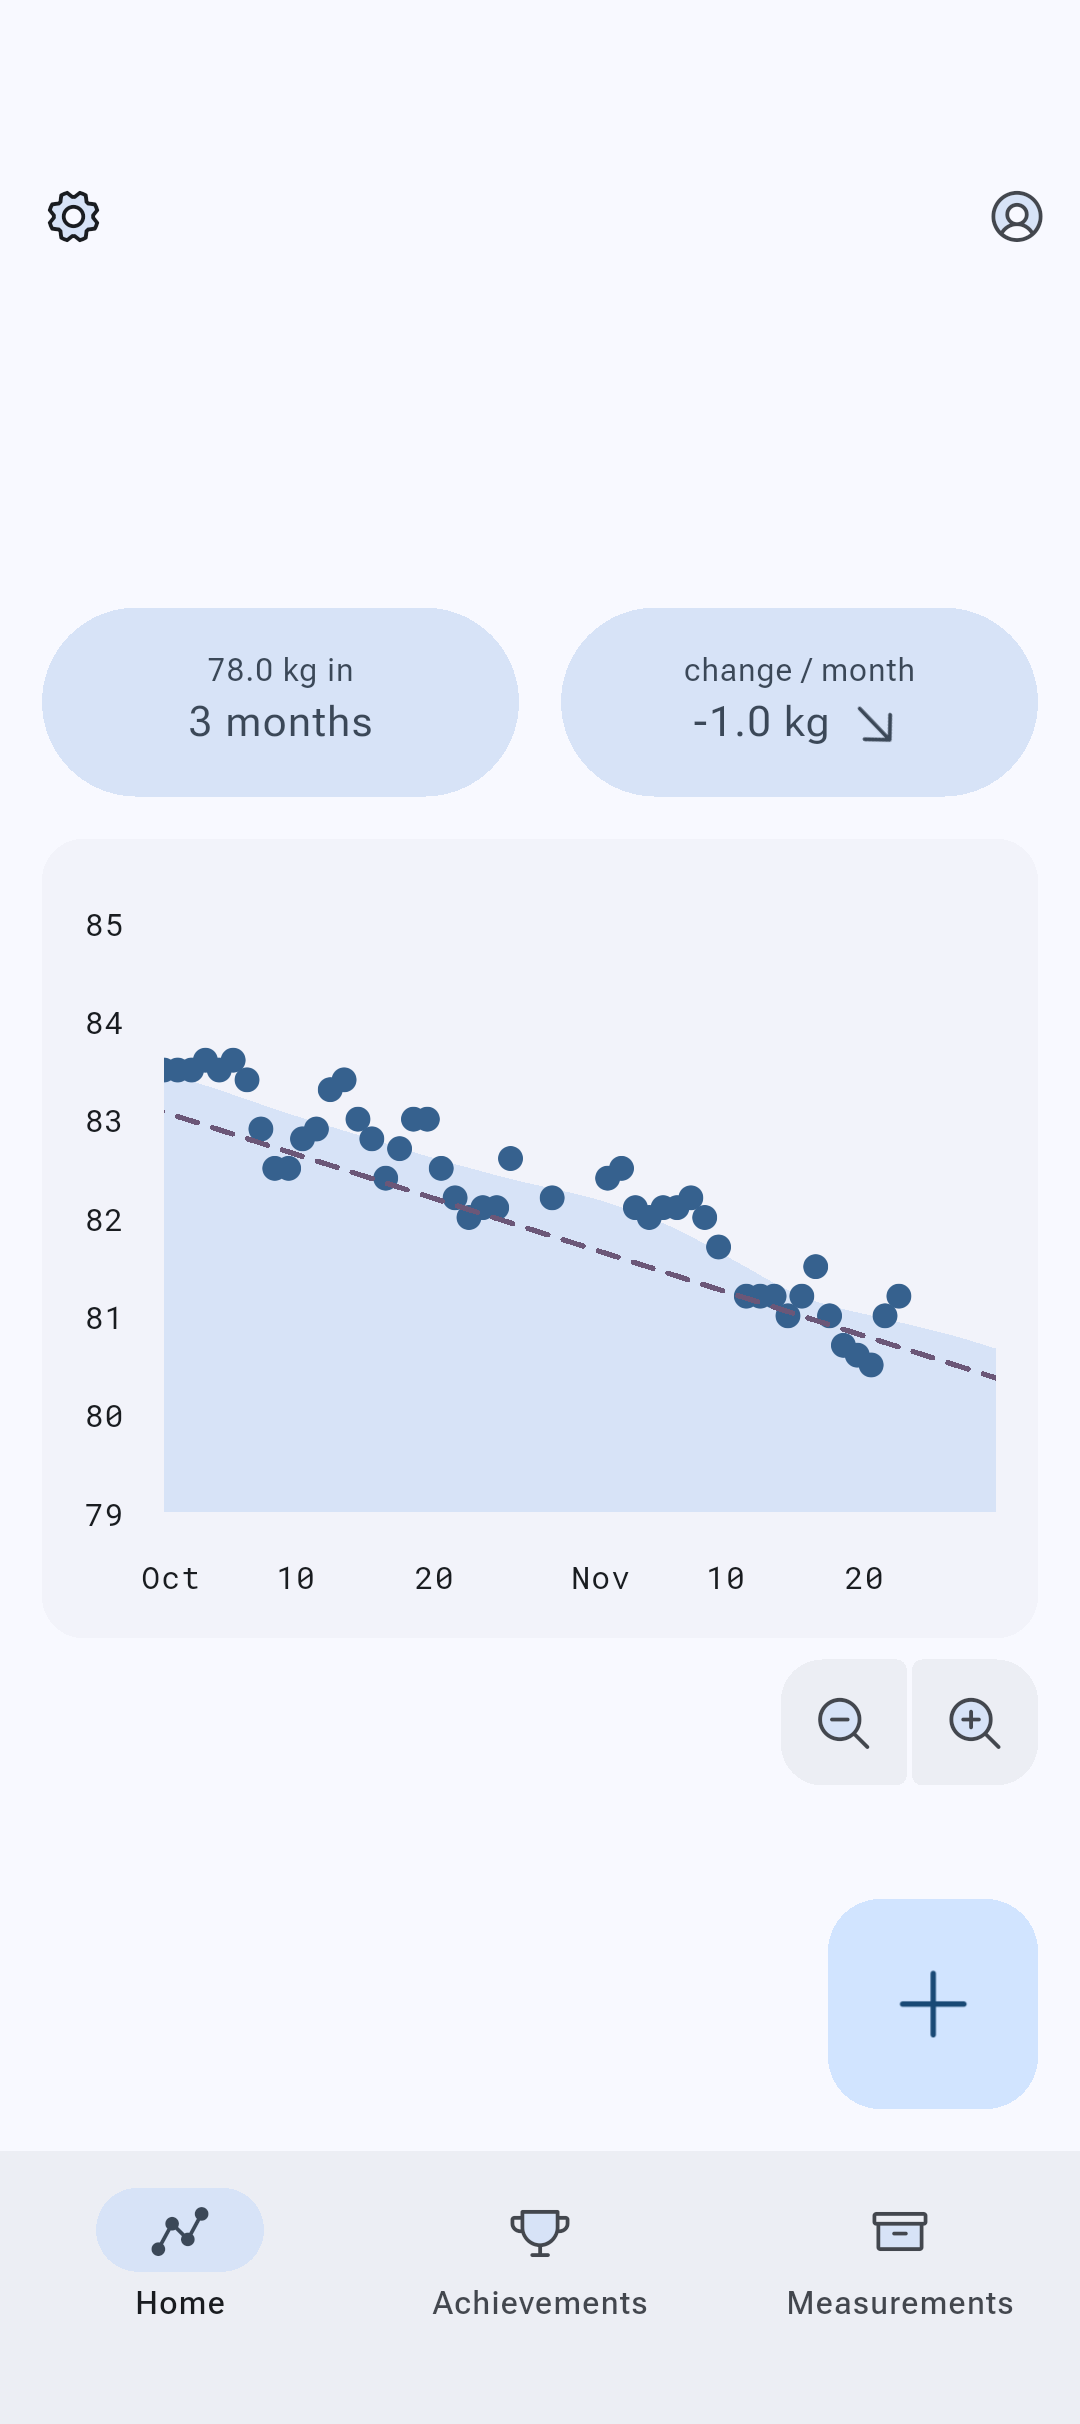 78.0 kg in
3 months
change / month
-1.0 kg
85
84
83
82
81
80
79
Oct 10 20 Nov 10 20
Home
Achievements
Measurements